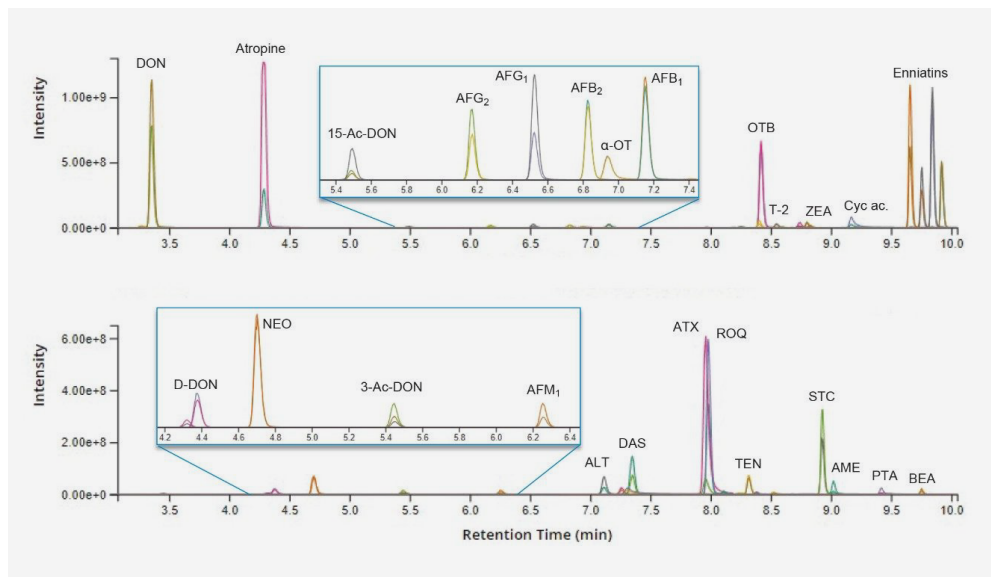 DON
Atropine
Enniatins
AFG1
AFG2
AFB2
AFB1
15-Ac-DON
α-OT
5.4 5.6 5.8 6.0 6.2 6.4 6.6 6.8 7.0 7.2 7.4
OTB
T-2
ZEA
Cyc ac.
Intensity
1.00e+9
5.00e+8
0.00e+0
3.5 4.0 4.5 5.0 5.5 6.0 6.5 7.0 7.5 8.0 8.5 9.0 9.5 10.0
NEO
D-DON
3-Ac-DON
AFM1
4.2 4.4 4.6 4.8 5.0 5.2 5.4 5.6 5.8 6.0 6.2 6.4
ATX
ROQ
STC
ALT
DAS
TEN
AME
PTA
BEA
Intensity
6.00e+8
4.00e+8
2.00e+8
0.00e+0
3.5 4.0 4.5 5.0 5.5 6.0 6.5 7.0 7.5 8.0 8.5 9.0 9.5 10.0
Retention Time (min)